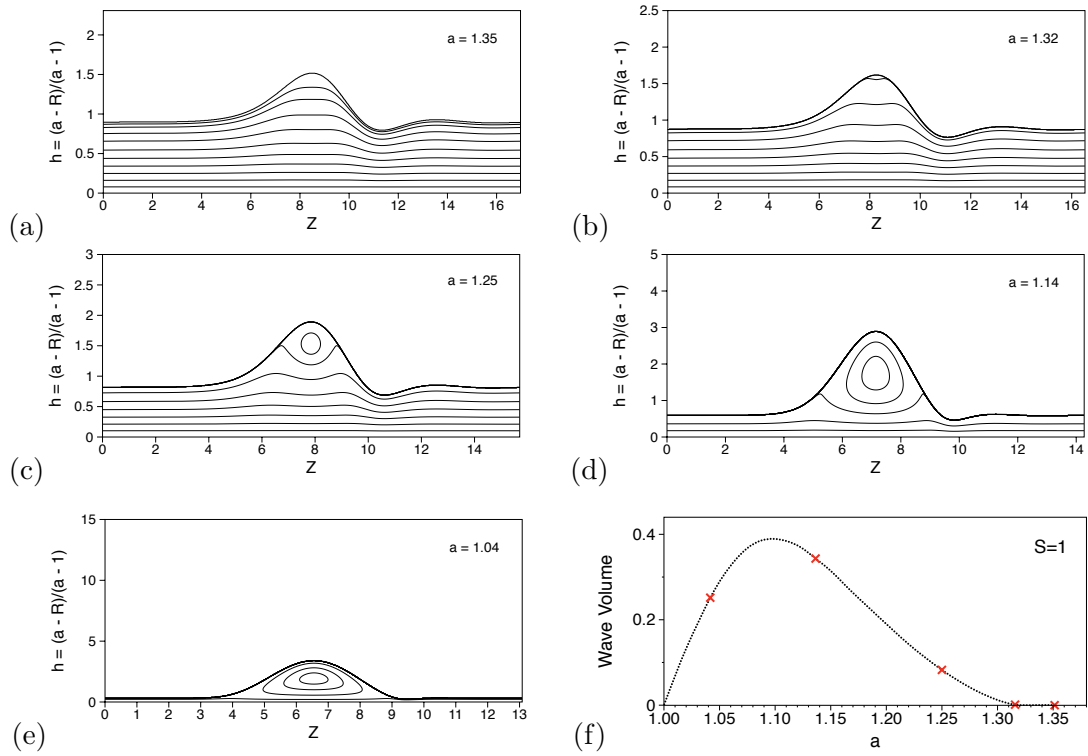 a = 1.35
h = (a - R)/(a - 1)
2
1.5
1
0.5
0
0 2 4 6 8 10 12 14 16
Z
(a)
a = 1.32
h = (a - R)/(a - 1)
2.5
2
1.5
1
0.5
0
0 2 4 6 8 10 12 14 16
Z
(b)
a = 1.25
h = (a - R)/(a - 1)
3
2.5
2
1.5
1
0.5
0
0 2 4 6 8 10 12 14
Z
(c)
a = 1.14
h = (a - R)/(a - 1)
5
4
3
2
1
0
0 2 4 6 8 10 12 14
Z
(d)
a = 1.04
h = (a - R)/(a - 1)
15
10
5
0
0 1 2 3 4 5 6 7 8 9 10 11 12 13
Z
(e)
S=1
Wave Volume
0.4
0.2
0
1.00 1.05 1.10 1.15 1.20 1.25 1.30 1.35
a
(f)